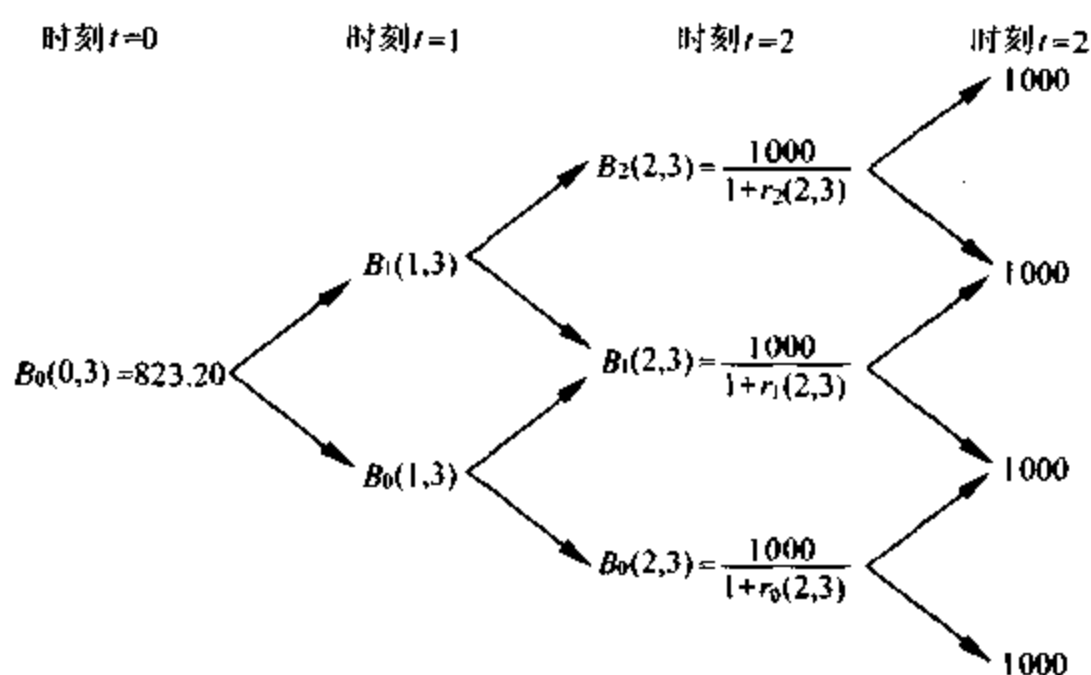 时刻t=0 时刻t=1 时刻t=2 时刻t=2
1000
B₂(2,3)=1000/1+r₂(2,3)
B₁(1,3)
1000
B₀(0,3)=823.20
B₁(2,3)=1000/1+r₁(2,3)
B₀(1,3)
1000
B₀(2,3)=1000/1+r₀(2,3)
1000